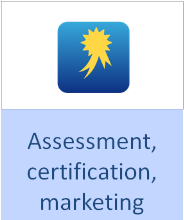 Assessment,
certification,
marketing